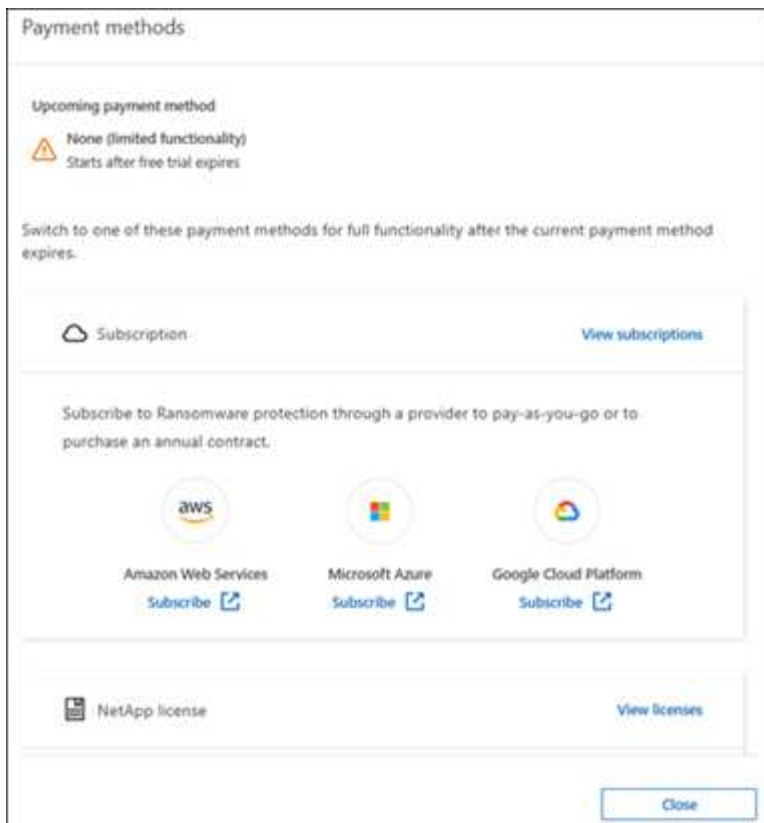 Payment methods
Upcoming payment method
None (limited functionality)
Starts after free trial expires
Switch to one of these payment methods for full functionality after the current payment method
expires.
Subscription
View subscriptions
Subscribe to Ransomware protection through a provider to pay-as-you-go or to
purchase an annual contract.
aws
Amazon Web Services
Microsoft Azure
Google Cloud Platform
Subscribe
Subscribe
Subscribe
NetApp license
View licenses
Close